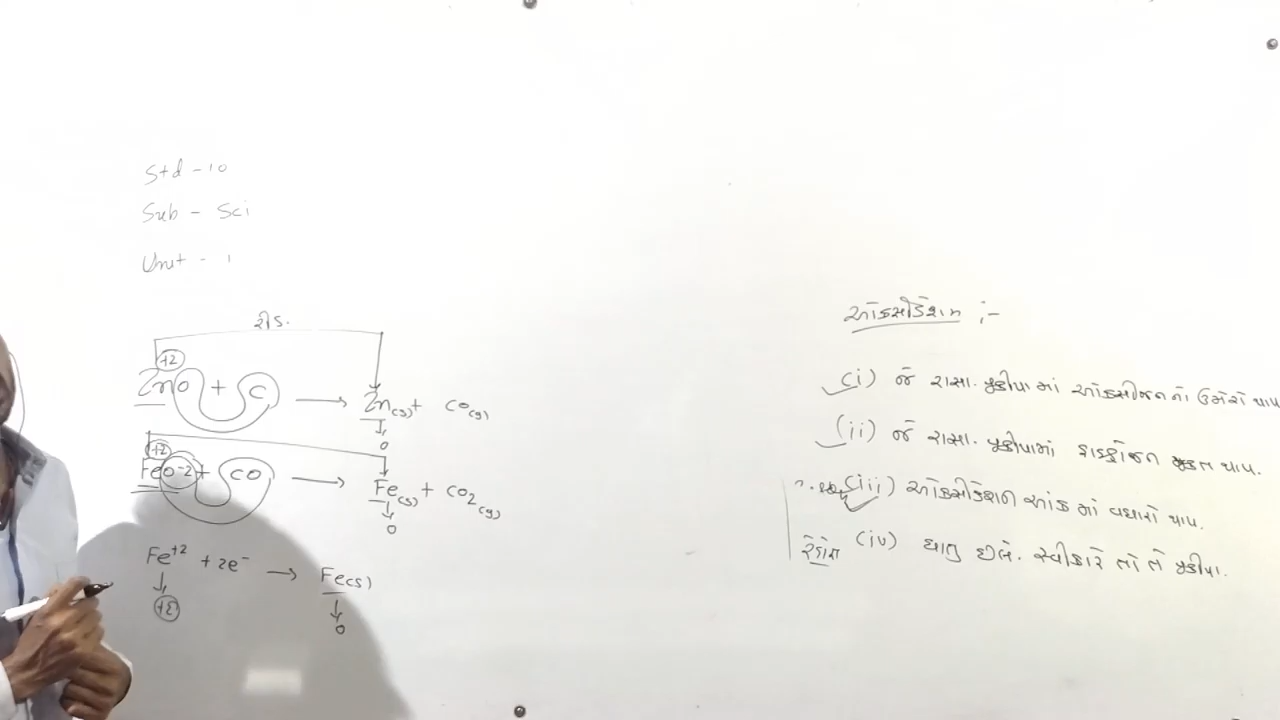 Std - 10
Sub - Sci
Unit - 1
રીડ.
+2
ZnO + C → Zn(s) + CO(g)
0
+2
FeO-2 + CO → Fe(s) + CO2(g)
0
Fe+2 + 2e- → Fe(s)
+2
0
ઓક્સીડેશન :-
(i) જે રાસા. પ્રક્રીયા માં ઓક્સીજન નો ઉમેરો થાય
(ii) જે રાસા. પ્રક્રીયામાં હાઇડ્રોજન મુક્ત થાય.
(iii) ઓક્સીડેશન આંક માં વધારો થાય.
(iv) ધાતુ ઇલે. સ્વીકારે તો તે પ્રક્રીયા.